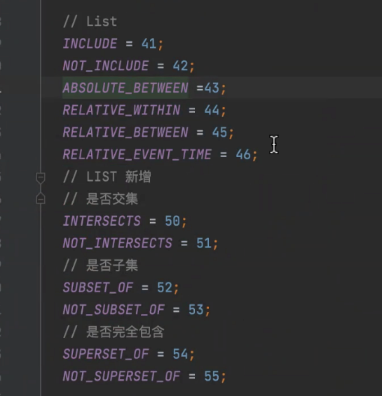 // List
INCLUDE = 41;
NOT_INCLUDE = 42;
ABSOLUTE_BETWEEN =43;
RELATIVE_WITHIN = 44;
RELATIVE_BETWEEN = 45;
RELATIVE_EVENT_TIME = 46;
// LIST 新增
// 是否交集
INTERSECTS = 50;
NOT_INTERSECTS = 51;
// 是否子集
SUBSET_OF = 52;
NOT_SUBSET_OF = 53;
// 是否完全包含
SUPERSET_OF = 54;
NOT_SUPERSET_OF = 55;